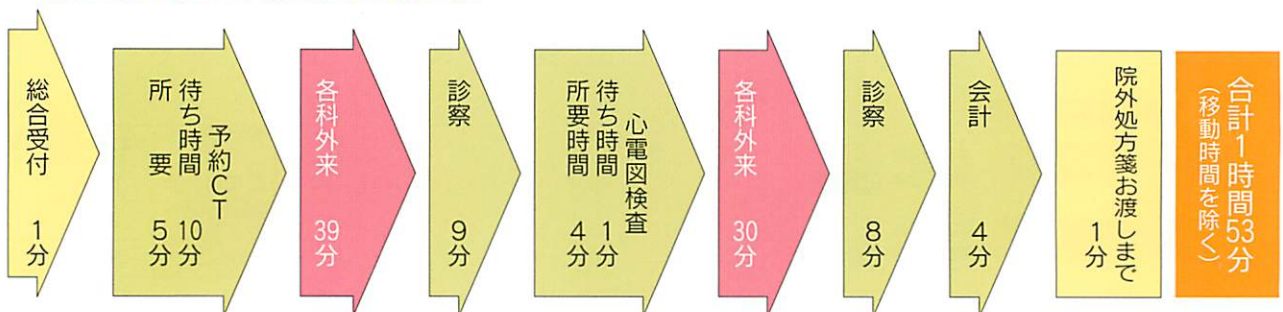 総合受付 1分
予約CT
待ち時間 10分
所要 5分
各科外来 39分
診察 9分
心電図検査
待ち時間 1分
所要時間 4分
各科外来 30分
診察 8分
会計 4分
院外処方箋お渡しまで
1分
合計1時間53分
（移動時間を除く）